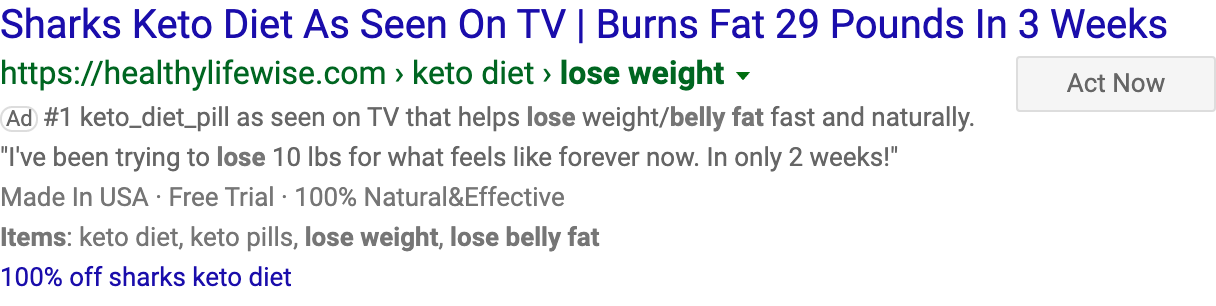 Sharks Keto Diet As Seen On TV | Burns Fat 29 Pounds In 3 Weeks
https://healthylifewise.com › keto diet › lose weight
Act Now
Ad #1 keto_diet_pill as seen on TV that helps lose weight/belly fat fast and naturally.
"I've been trying to lose 10 lbs for what feels like forever now. In only 2 weeks!"
Made In USA · Free Trial · 100% Natural&Effective
Items: keto diet, keto pills, lose weight, lose belly fat
100% off sharks keto diet